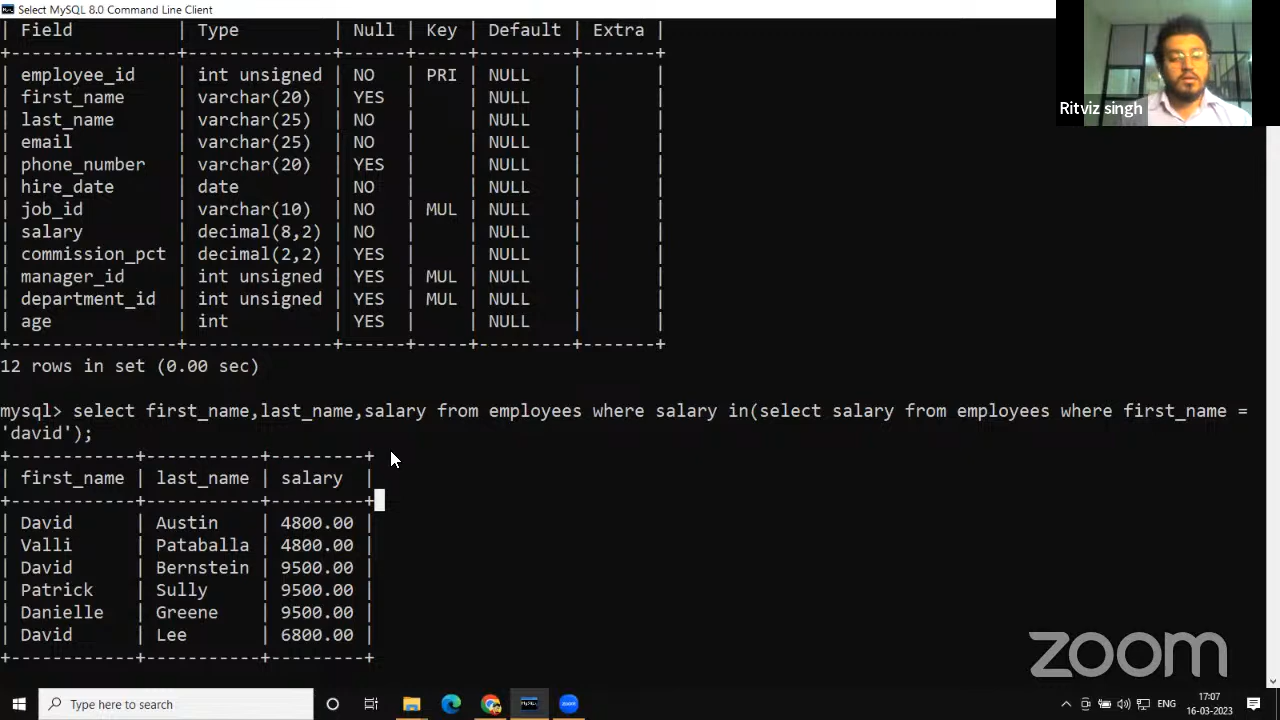 Select MySQL 8.0 Command Line Client
| Field | Type | Null | Key | Default | Extra |
+---------------+--------------+------+-----+---------+-------+
| employee_id | int unsigned | NO | PRI | NULL | |
| first_name | varchar(20) | YES | | NULL | |
| last_name | varchar(25) | NO | | NULL | |
| email | varchar(25) | NO | | NULL | |
| phone_number | varchar(20) | YES | | NULL | |
| hire_date | date | NO | | NULL | |
| job_id | varchar(10) | NO | MUL | NULL | |
| salary | decimal(8,2) | NO | | NULL | |
| commission_pct | decimal(2,2) | YES | | NULL | |
| manager_id | int unsigned | YES | MUL | NULL | |
| department_id | int unsigned | YES | MUL | NULL | |
| age | int | YES | | NULL | |
+---------------+--------------+------+-----+---------+-------+
12 rows in set (0.00 sec)
mysql> select first_name,last_name,salary from employees where salary in(select salary from employees where first_name =
'david');
+------------+-----------+---------+
| first_name | last_name | salary |
+------------+-----------+---------+
| David | Austin | 4800.00 |
| Valli | Pataballa | 4800.00 |
| David | Bernstein | 9500.00 |
| Patrick | Sully | 9500.00 |
| Danielle | Greene | 9500.00 |
| David | Lee | 6800.00 |
+------------+-----------+---------+
Ritviz singh
zoom
Type here to search
ENG
17:07
16-03-2023